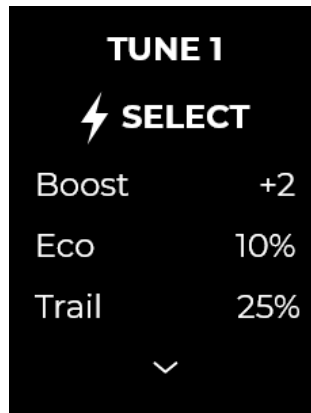 TUNE 1
SELECT
Boost +2
Eco 10%
Trail 25%